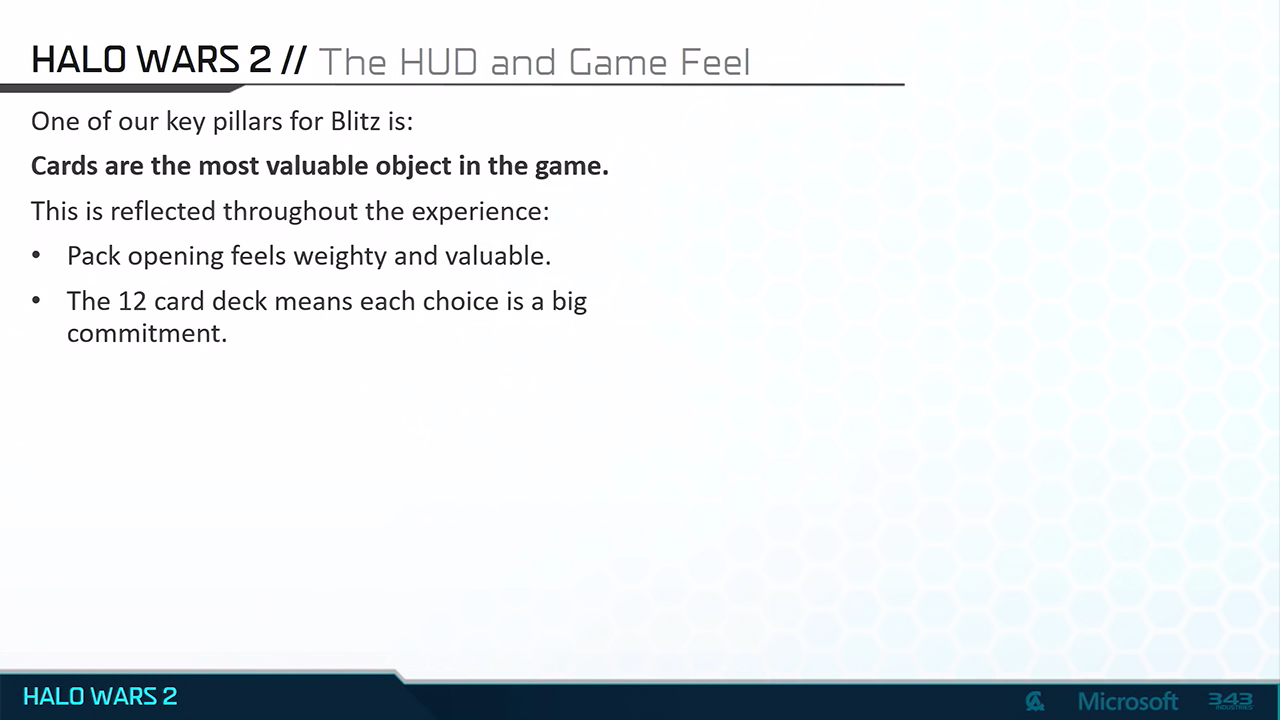 HALO WARS 2 // The HUD and Game Feel
One of our key pillars for Blitz is:
Cards are the most valuable object in the game.
This is reflected throughout the experience:
• Pack opening feels weighty and valuable.
• The 12 card deck means each choice is a big
commitment.
HALO WARS 2
Microsoft
343
INDUSTRIES